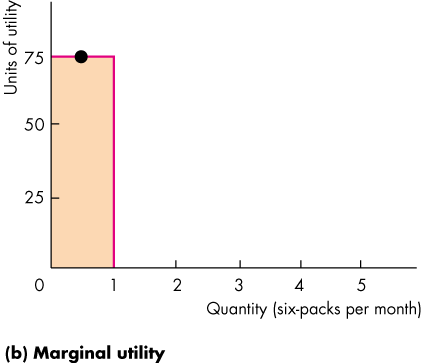 Units of utility
75
50
25
0 1 2 3 4 5
Quantity (six-packs per month)
(b) Marginal utility